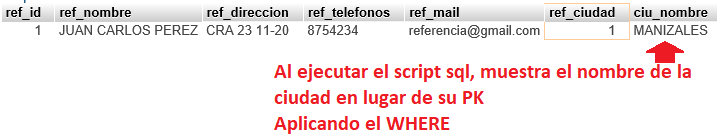 ref_id ref_nombre ref_direccion ref_telefonos ref_mail ref_ciudad ciu_nombre
1 JUAN CARLOS PEREZ CRA 23 11-20 8754234 referencia@gmail.com 1 MANIZALES
Al ejecutar el script sql, muestra el nombre de la
ciudad en lugar de su PK
Aplicando el WHERE